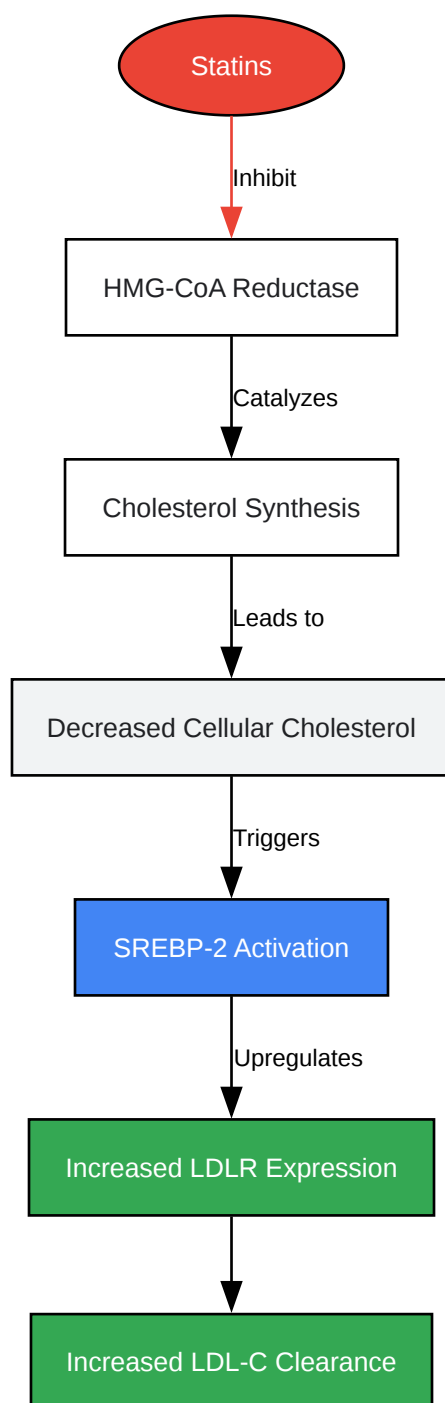 Statins
Inhibit
HMG-CoA Reductase
Catalyzes
Cholesterol Synthesis
Leads to
Decreased Cellular Cholesterol
Triggers
SREBP-2 Activation
Upregulates
Increased LDLR Expression
Increased LDL-C Clearance